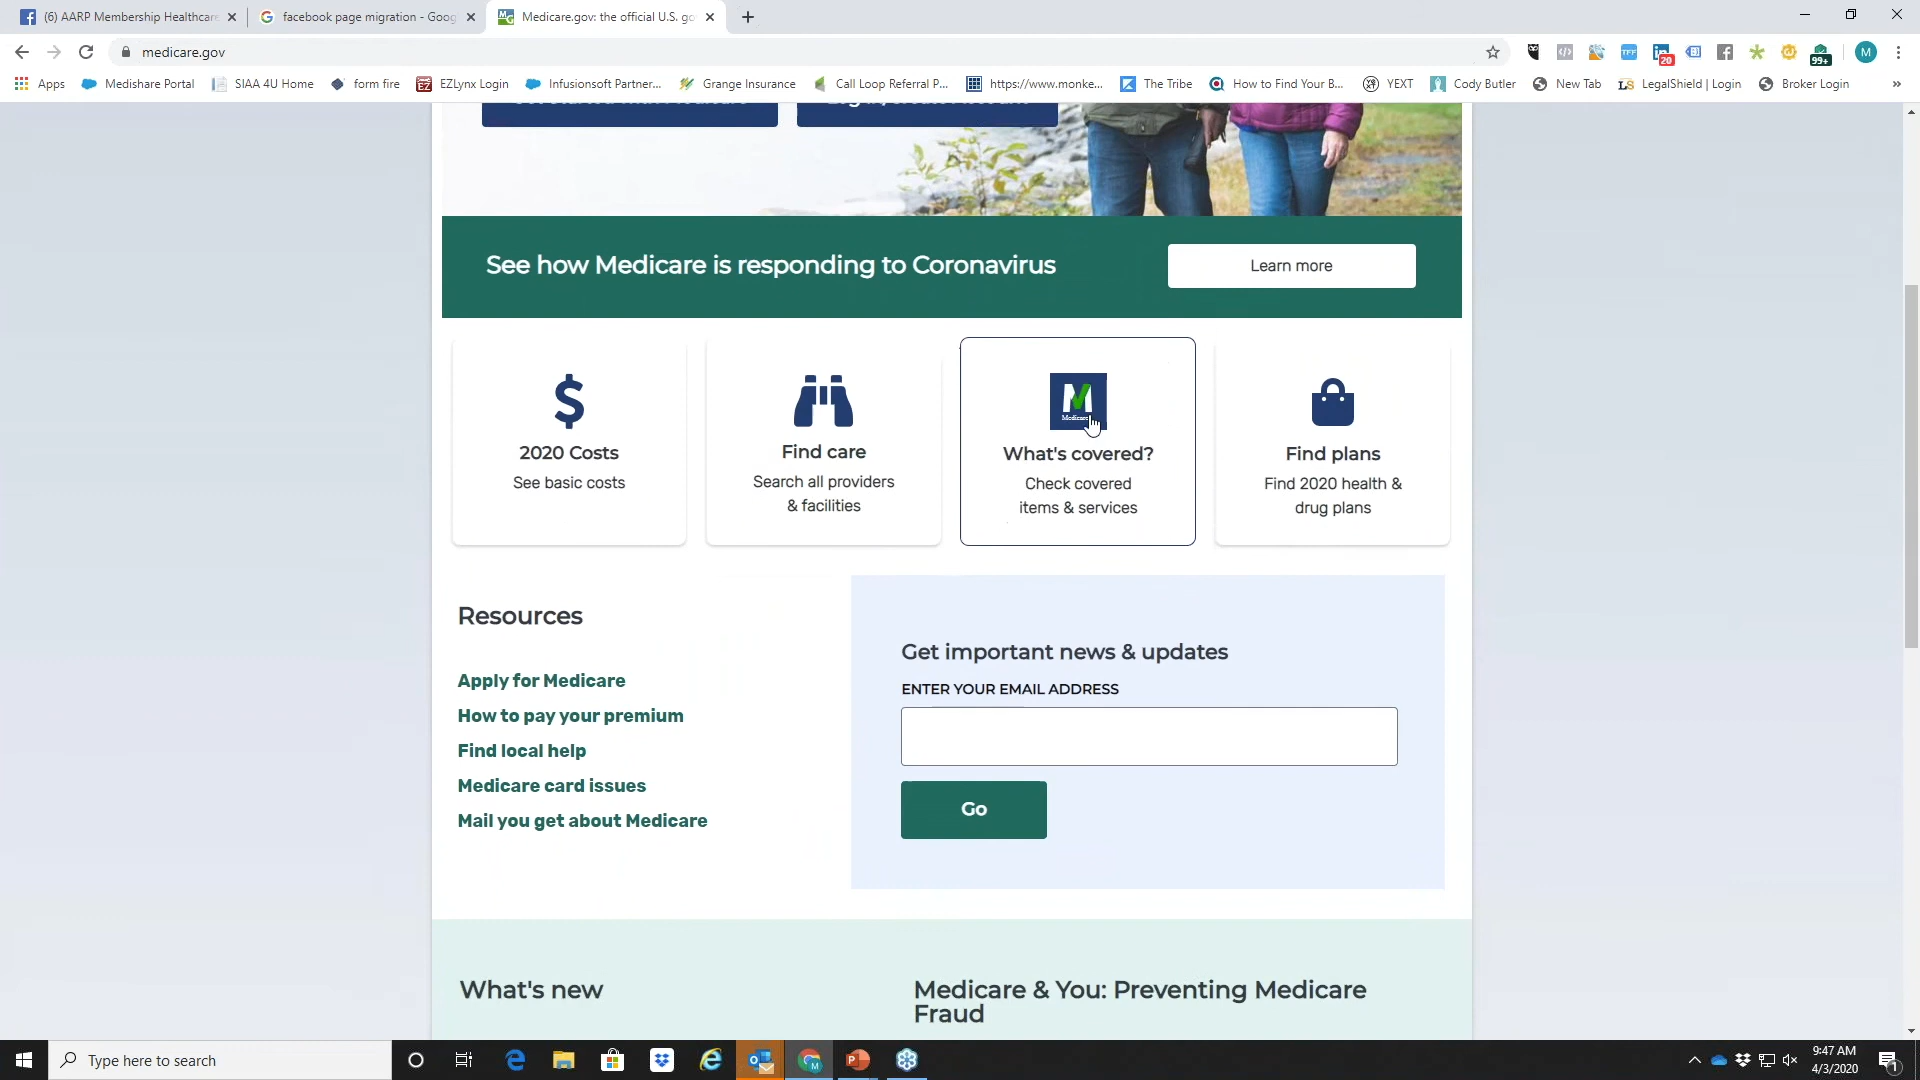 (6) AARP Membership Healthcare
facebook page migration - Goog
Medicare.gov: the official U.S. go
medicare.gov
20
99+
M
Apps
Medishare Portal
SIAA 4U Home
form fire
EZLynx Login
Infusionsoft Partner...
Grange Insurance
Call Loop Referral P...
https://www.monke...
The Tribe
How to Find Your B...
YEXT
Cody Butler
New Tab
LegalShield | Login
Broker Login
»
See how Medicare is responding to Coronavirus
Learn more
2020 Costs
See basic costs
Find care
Search all providers
& facilities
Medicare
What's covered?
Check covered
items & services
Find plans
Find 2020 health &
drug plans
Resources
Apply for Medicare
How to pay your premium
Find local help
Medicare card issues
Mail you get about Medicare
Get important news & updates
ENTER YOUR EMAIL ADDRESS
Go
What's new
Medicare & You: Preventing Medicare
Fraud
Type here to search
9:47 AM
4/3/2020
1